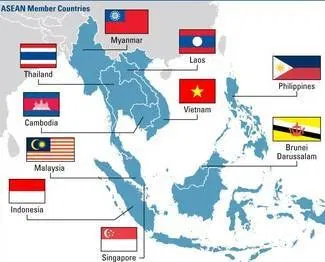 ASEAN Member Countries
Myanmar
Laos
Thailand
Philippines
Cambodia
Vietnam
Malaysia
Brunei
Darussalam
Indonesia
Singapore